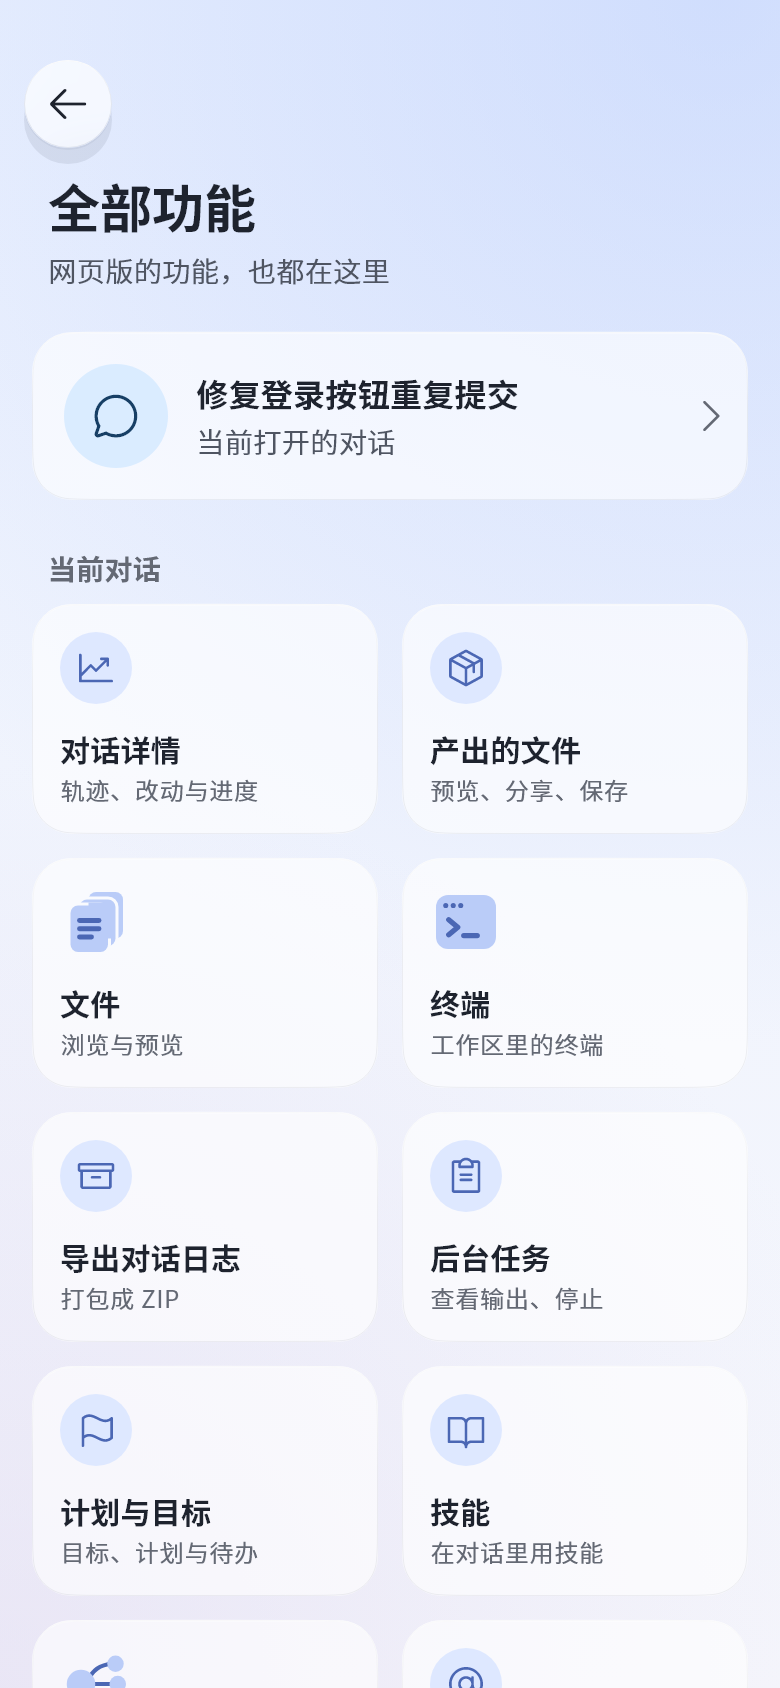 全部功能
网页版的功能，也都在这里
修复登录按钮重复提交
当前打开的对话
当前对话
对话详情
轨迹、改动与进度
产出的文件
预览、分享、保存
文件
浏览与预览
终端
工作区里的终端
导出对话日志
打包成 ZIP
后台任务
查看输出、停止
计划与目标
目标、计划与待办
技能
在对话里用技能